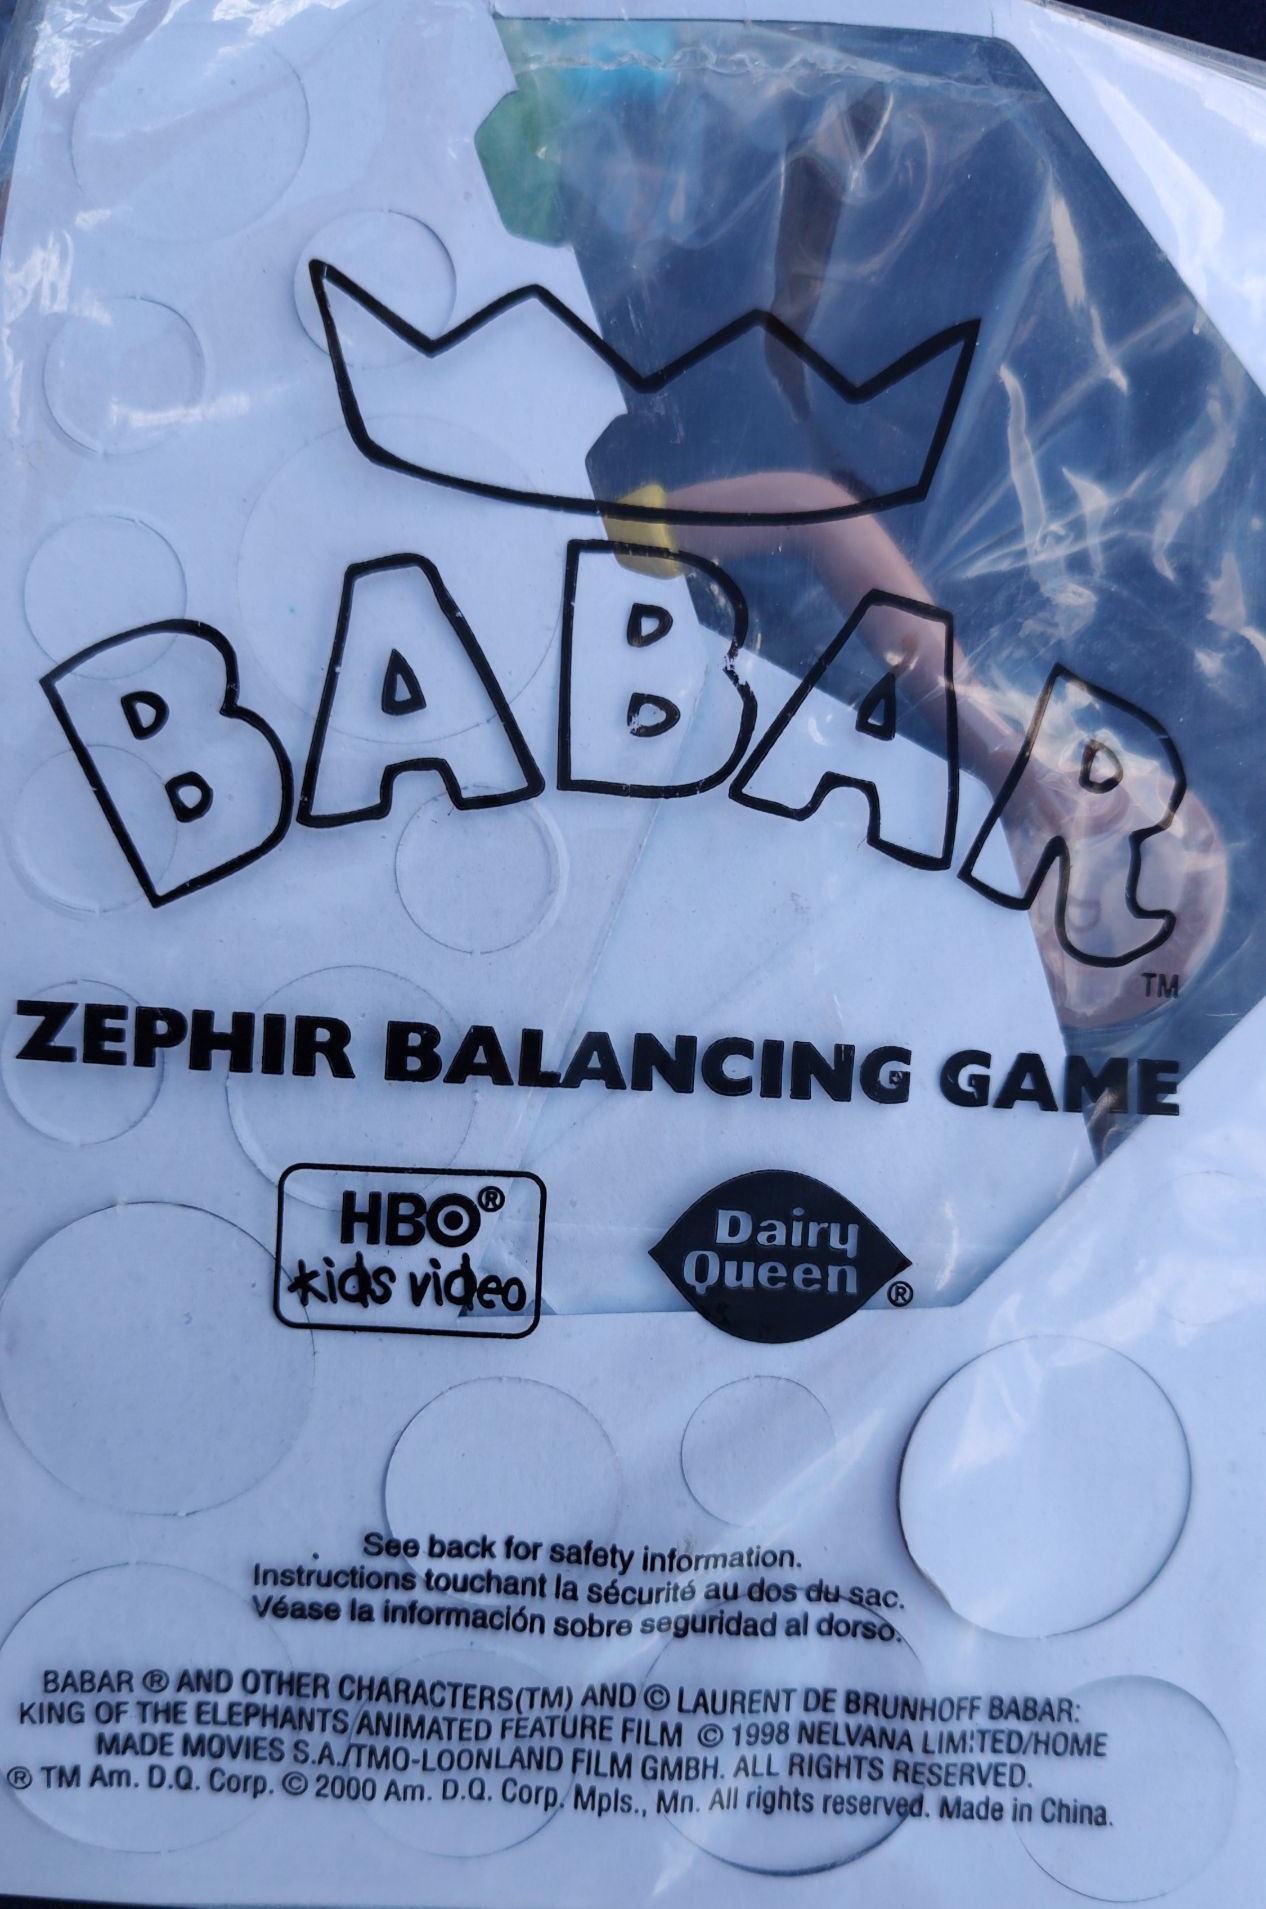 BABAR TM
ZEPHIR BALANCING GAME
HBO®
kids video
Dairy
Queen ®
See back for safety information.
Instructions touchant la sécurité au dos du sac.
Véase la información sobre seguridad al dorso.
BABAR ® AND OTHER CHARACTERS(TM) AND © LAURENT DE BRUNHOFF BABAR:
KING OF THE ELEPHANTS ANIMATED FEATURE FILM © 1998 NELVANA LIMITED/HOME
MADE MOVIES S.A./TMO-LOONLAND FILM GMBH. ALL RIGHTS RESERVED.
® TM Am. D.Q. Corp. © 2000 Am. D.Q. Corp. Mpls., Mn. All rights reserved. Made in China.